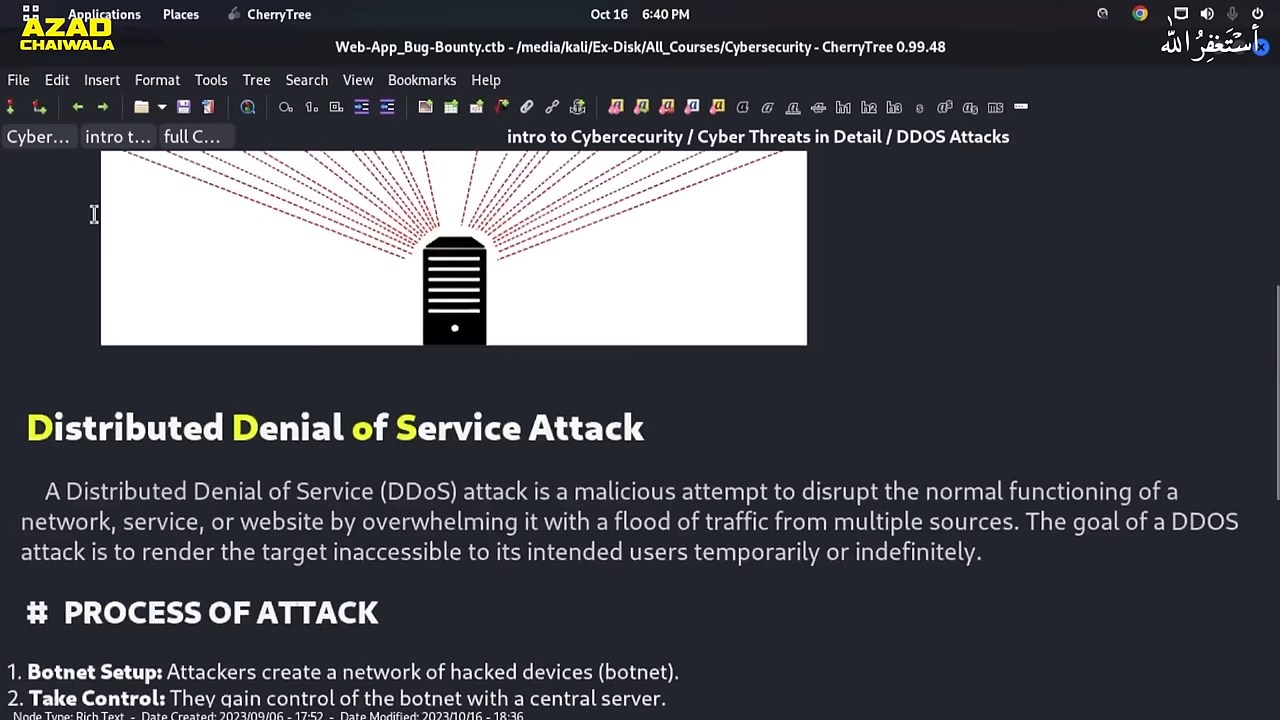 Applications Places CherryTree Oct 16 6:40 PM
AZAD
CHAIWALA
Web-App_Bug-Bounty.ctb - /media/kali/Ex-Disk/All_Courses/Cybersecurity - CherryTree 0.99.48
أستغفر الله
File Edit Insert Format Tools Tree Search View Bookmarks Help
h1 h2 h3 s ms
Cyber... intro t... full C... intro to Cybercecurity / Cyber Threats in Detail / DDOS Attacks
Distributed Denial of Service Attack
A Distributed Denial of Service (DDoS) attack is a malicious attempt to disrupt the normal functioning of a
network, service, or website by overwhelming it with a flood of traffic from multiple sources. The goal of a DDOS
attack is to render the target inaccessible to its intended users temporarily or indefinitely.
# PROCESS OF ATTACK
1. Botnet Setup: Attackers create a network of hacked devices (botnet).
2. Take Control: They gain control of the botnet with a central server.
Node Type: Rich Text - Date Created: 2023/09/06 - 17:52 - Date Modified: 2023/10/16 - 18:36